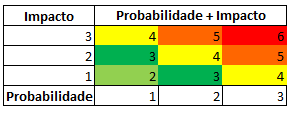 Impacto Probabilidade + Impacto
3 4 5 6
2 3 4 5
1 2 3 4
Probabilidade 1 2 3